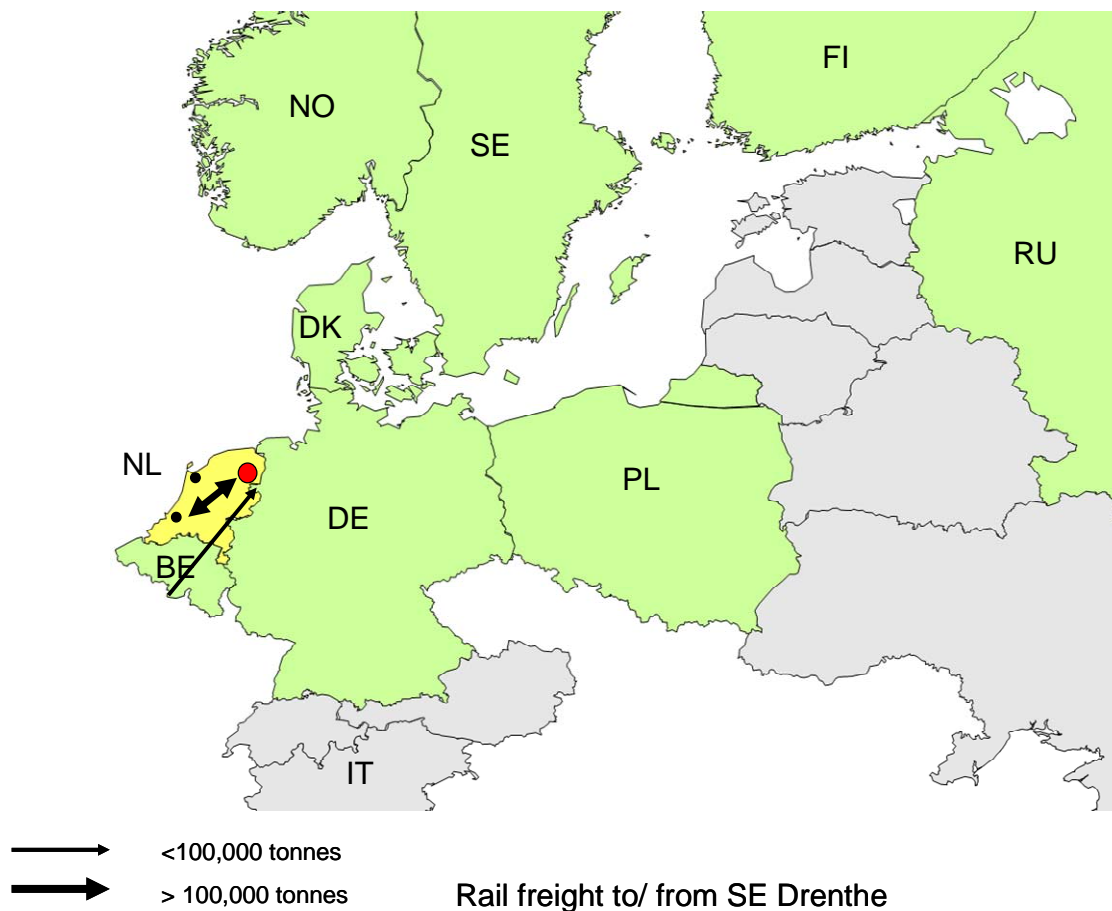 FI
NO
SE
RU
DK
NL
PL
DE
BE
IT
<100,000 tonnes
> 100,000 tonnes
Rail freight to/ from SE Drenthe